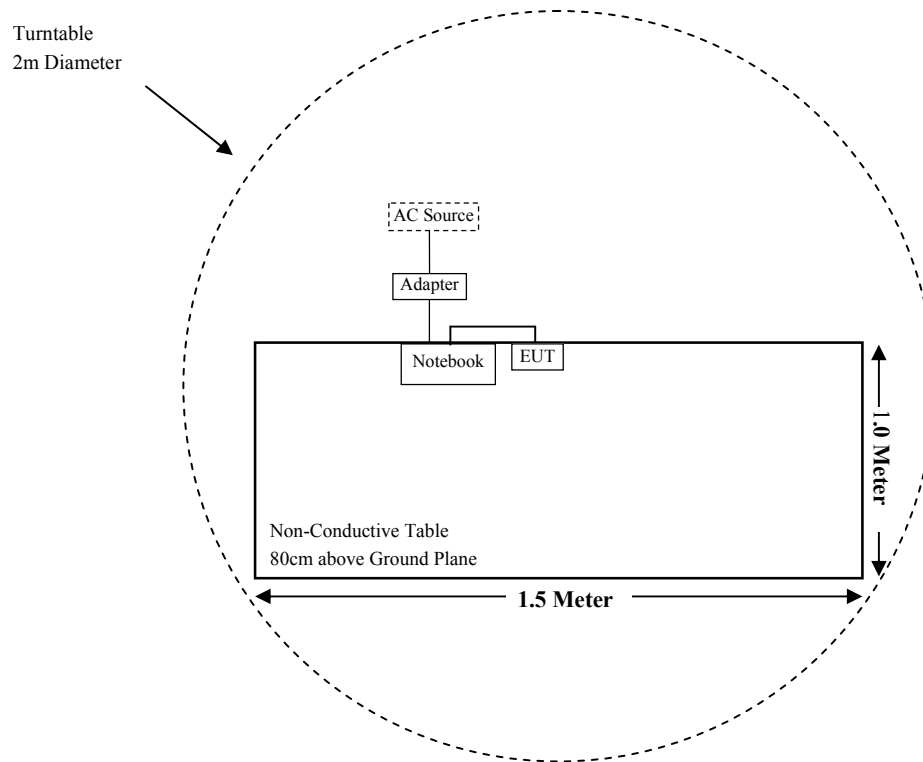 Turntable
2m Diameter
AC Source
Adapter
Notebook
EUT
1.0 Meter
Non-Conductive Table
80cm above Ground Plane
1.5 Meter